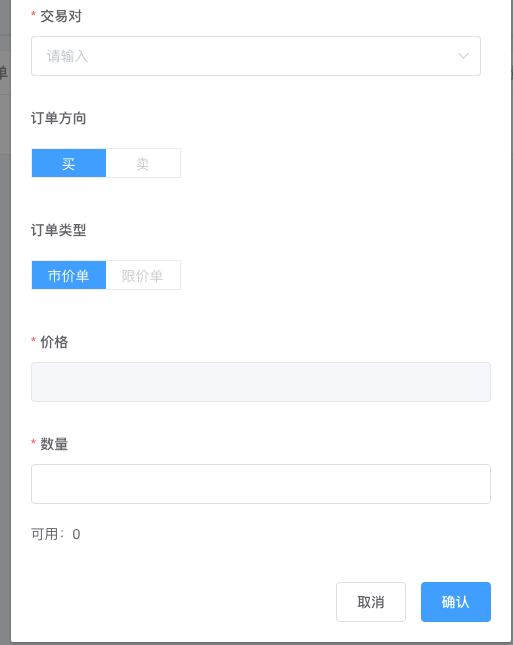 * 交易对
单
请输入
订单方向
买 卖
订单类型
市价单 限价单
* 价格
* 数量
可用：0
取消 确认